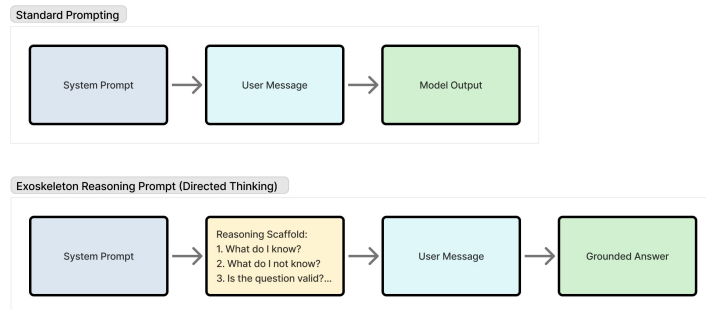 Standard Prompting
System Prompt
User Message
Model Output
Exoskeleton Reasoning Prompt (Directed Thinking)
System Prompt
Reasoning Scaffold:
1. What do I know?
2. What do I not know?
3. Is the question valid?...
User Message
Grounded Answer